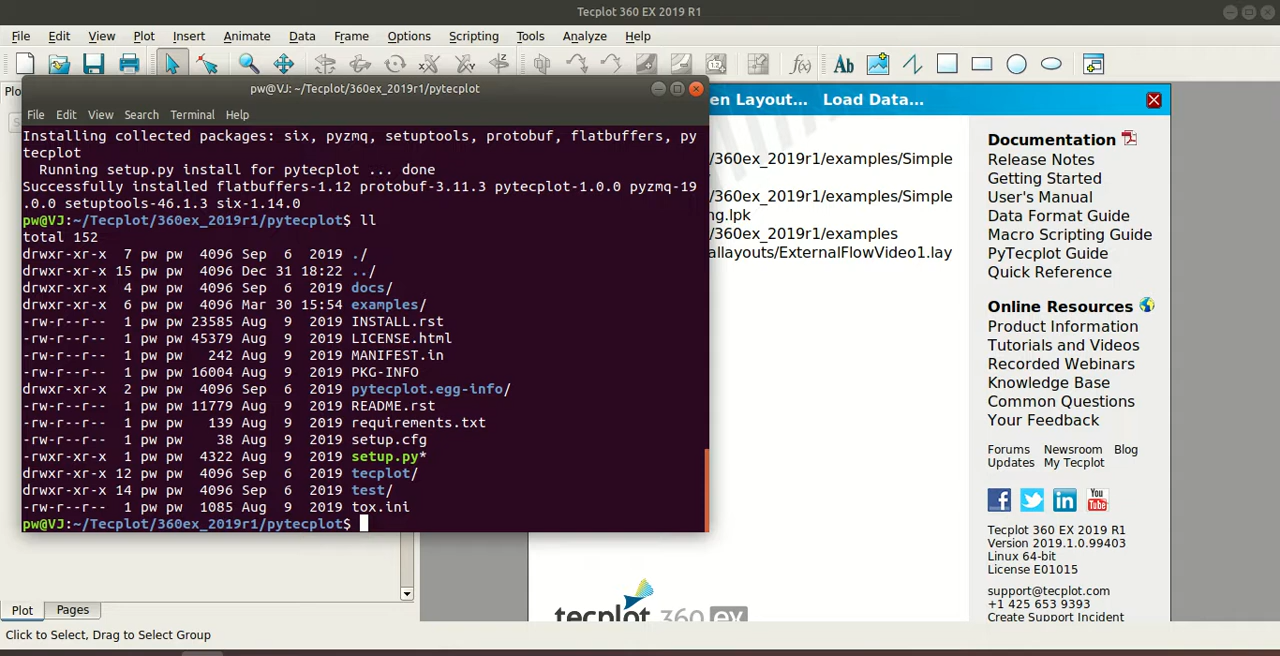 Tecplot 360 EX 2019 R1
File Edit View Plot Insert Animate Data Frame Options Scripting Tools Analyze Help
pw@VJ: ~/Tecplot/360ex_2019r1/pytecplot
File Edit View Search Terminal Help
Installing collected packages: six, pyzmq, setuptools, protobuf, flatbuffers, py
tecplot
Running setup.py install for pytecplot ... done
Successfully installed flatbuffers-1.12 protobuf-3.11.3 pytecplot-1.0.0 pyzmq-19
.0.0 setuptools-46.1.3 six-1.14.0
pw@VJ:~/Tecplot/360ex_2019r1/pytecplot$ ll
total 152
drwxr-xr-x 7 pw pw 4096 Sep 6 2019 ./
drwxr-xr-x 15 pw pw 4096 Dec 31 18:22 ../
drwxr-xr-x 4 pw pw 4096 Sep 6 2019 docs/
drwxr-xr-x 6 pw pw 4096 Mar 30 15:54 examples/
-rw-r--r-- 1 pw pw 23585 Aug 9 2019 INSTALL.rst
-rw-r--r-- 1 pw pw 45379 Aug 9 2019 LICENSE.html
-rw-r--r-- 1 pw pw 242 Aug 9 2019 MANIFEST.in
-rw-r--r-- 1 pw pw 16004 Aug 9 2019 PKG-INFO
drwxr-xr-x 2 pw pw 4096 Sep 6 2019 pytecplot.egg-info/
-rw-r--r-- 1 pw pw 11779 Aug 9 2019 README.rst
-rw-r--r-- 1 pw pw 139 Aug 9 2019 requirements.txt
-rw-r--r-- 1 pw pw 38 Aug 9 2019 setup.cfg
-rwxr-xr-x 1 pw pw 4322 Aug 9 2019 setup.py*
drwxr-xr-x 12 pw pw 4096 Sep 6 2019 tecplot/
drwxr-xr-x 14 pw pw 4096 Sep 6 2019 test/
-rw-r--r-- 1 pw pw 1085 Aug 9 2019 tox.ini
pw@VJ:~/Tecplot/360ex_2019r1/pytecplot$
en Layout... Load Data...
/360ex_2019r1/examples/Simple
/360ex_2019r1/examples/Simple
ng.lpk
/360ex_2019r1/examples
allayouts/ExternalFlowVideo1.lay
tecplot 360 ex
Documentation
Release Notes
Getting Started
User's Manual
Data Format Guide
Macro Scripting Guide
PyTecplot Guide
Quick Reference
Online Resources
Product Information
Tutorials and Videos
Recorded Webinars
Knowledge Base
Common Questions
Your Feedback
Forums Newsroom Blog
Updates My Tecplot
You
Tube
Tecplot 360 EX 2019 R1
Version 2019.1.0.99403
Linux 64-bit
License E01015
support@tecplot.com
+1 425 653 9393
Create Support Incident
Plot Pages
Click to Select, Drag to Select Group